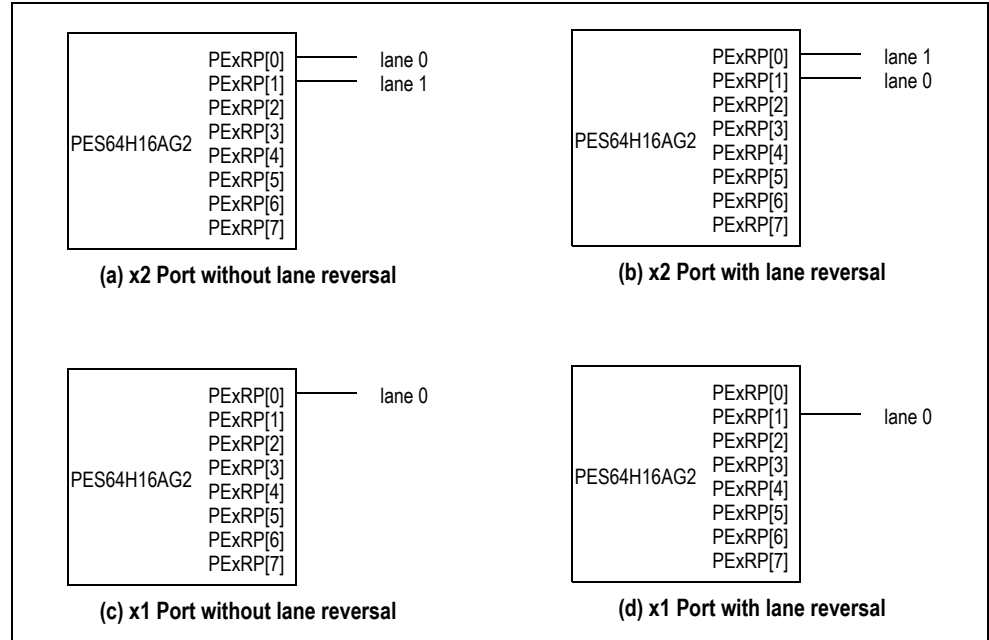 PExRP[0] lane 0
PExRP[1] lane 1
PExRP[2]
PExRP[3]
PES64H16AG2
PExRP[4]
PExRP[5]
PExRP[6]
PExRP[7]
(a) x2 Port without lane reversal
PExRP[0] lane 1
PExRP[1] lane 0
PExRP[2]
PExRP[3]
PES64H16AG2
PExRP[4]
PExRP[5]
PExRP[6]
PExRP[7]
(b) x2 Port with lane reversal
PExRP[0] lane 0
PExRP[1]
PExRP[2]
PExRP[3]
PES64H16AG2
PExRP[4]
PExRP[5]
PExRP[6]
PExRP[7]
(c) x1 Port without lane reversal
PExRP[0]
PExRP[1] lane 0
PExRP[2]
PExRP[3]
PES64H16AG2
PExRP[4]
PExRP[5]
PExRP[6]
PExRP[7]
(d) x1 Port with lane reversal